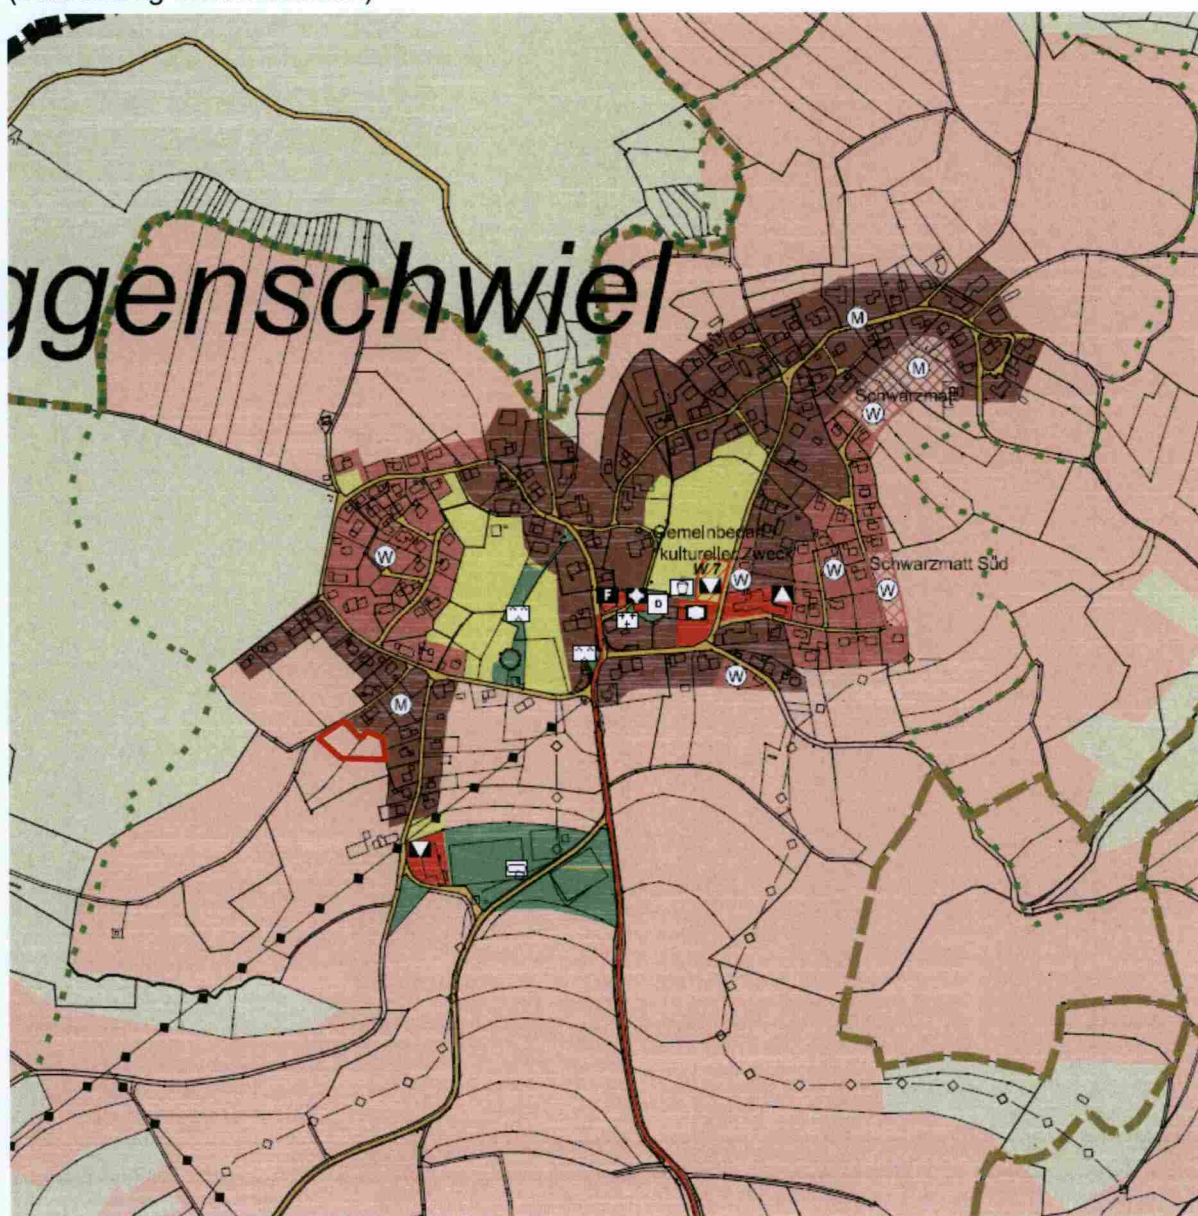 ggenschwiel
M
M
Schwarzmatt
W
Gemeinbedarf
"kultureller Zweck"
W 7
W
W
W
Schwarzmatt Süd
W
F
D
W
M